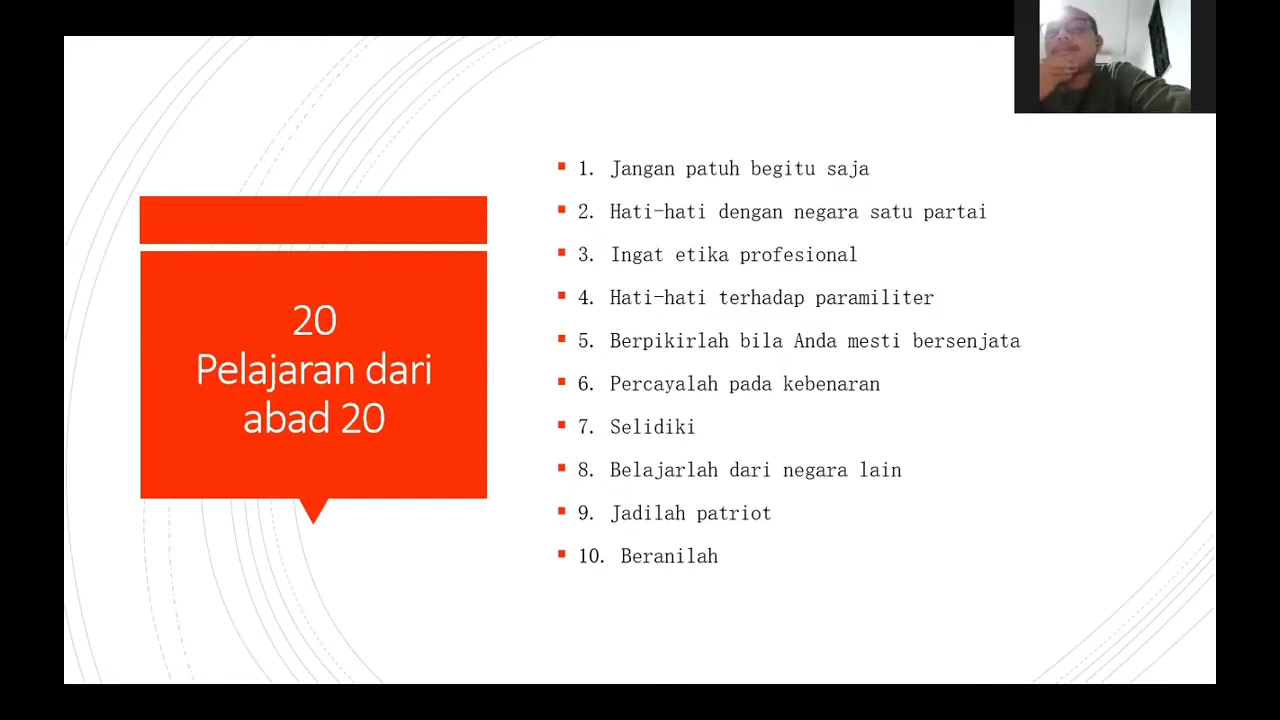 20
Pelajaran dari
abad 20
1. Jangan patuh begitu saja
2. Hati-hati dengan negara satu partai
3. Ingat etika profesional
4. Hati-hati terhadap paramiliter
5. Berpikirlah bila Anda mesti bersenjata
6. Percayalah pada kebenaran
7. Selidiki
8. Belajarlah dari negara lain
9. Jadilah patriot
10. Beranilah